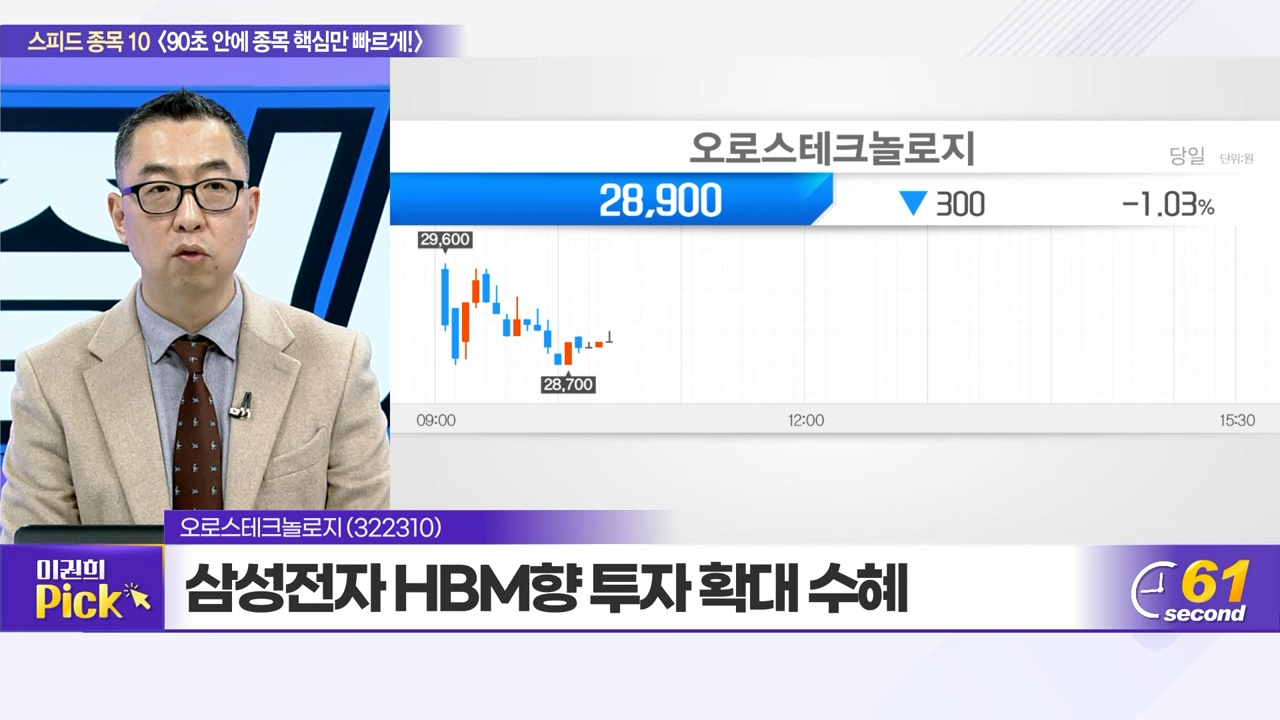 스피드 종목 10 <90초 안에 종목 핵심만 빠르게!>
오로스테크놀로지
당일 단위:원
28,900 ▼ 300 -1.03%
29,600
28,700
09:00 12:00 15:30
오로스테크놀로지 (322310)
이권희
Pick
삼성전자 HBM향 투자 확대 수혜
61
second